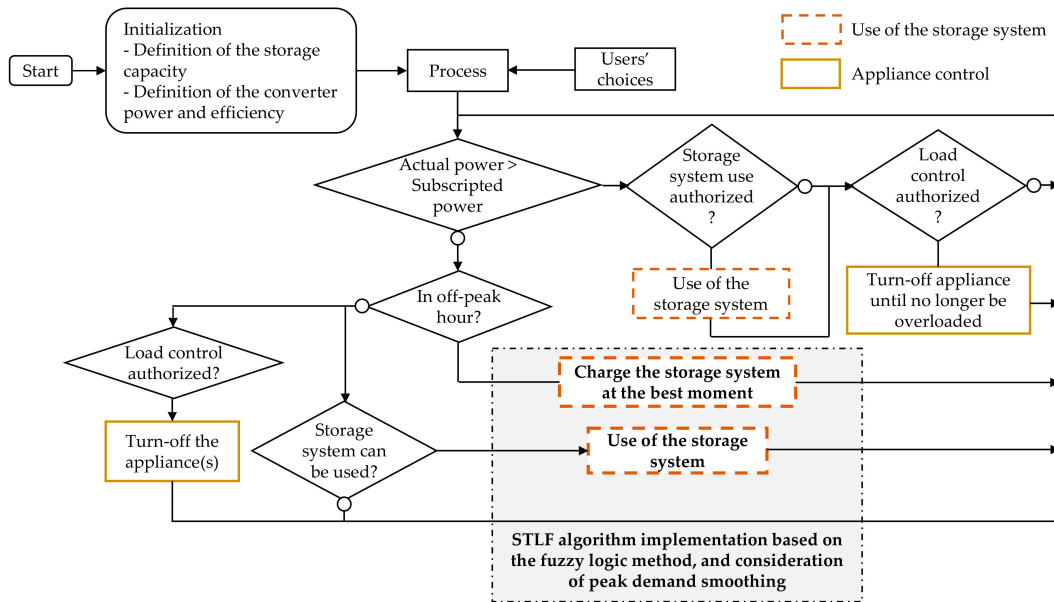 Initialization
- Definition of the storage
capacity
- Definition of the converter
power and efficiency
Start
Process
Users'
choices
Use of the storage system
Appliance control
Actual power >
Subscripted
power
Storage
system use
authorized
?
Load
control
authorized
?
Use of the
storage system
Turn-off appliance
until no longer be
overloaded
In off-peak
hour?
Load control
authorized?
Charge the storage system
at the best moment
Turn-off the
appliance(s)
Storage
system can
be used?
Use of the storage
system
STLF algorithm implementation based on
the fuzzy logic method, and consideration
of peak demand smoothing